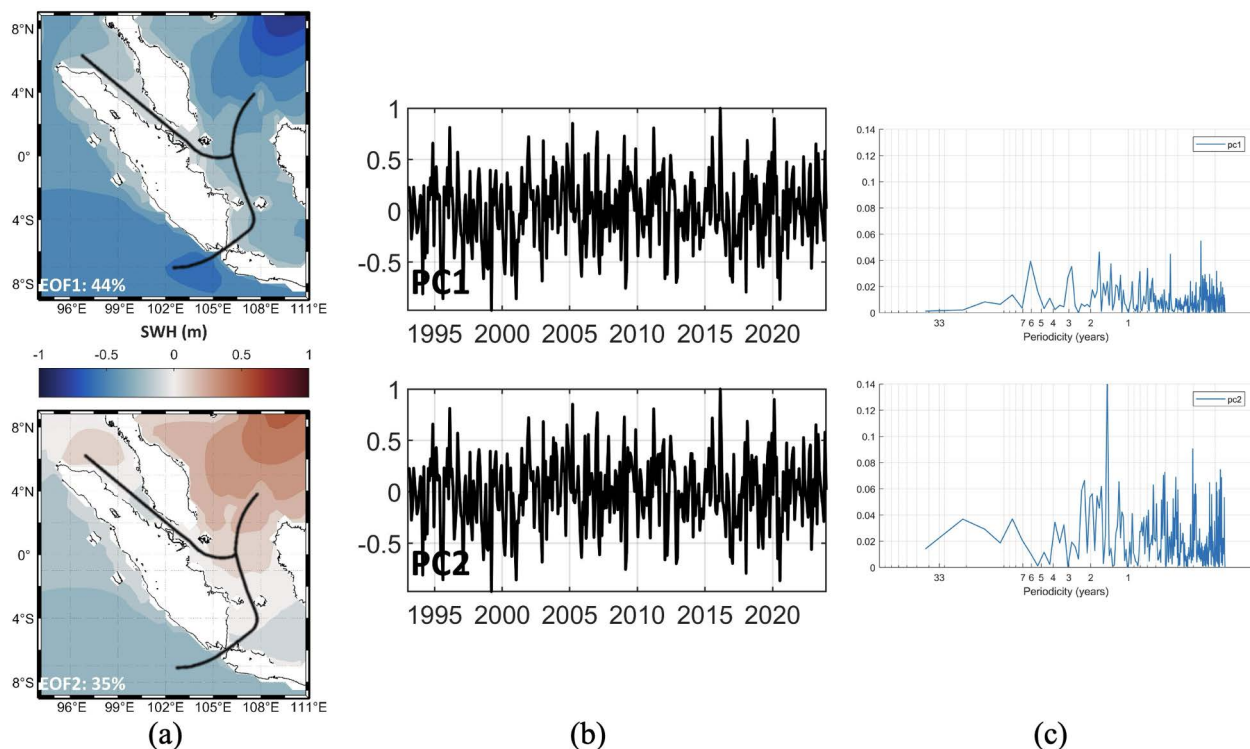 8°N
4°N
0°
4°S
8°S
EOF1: 44%
96°E 99°E 102°E 105°E 108°E 111°E
SWH (m)
-1 -0.5 0 0.5 1
8°N
4°N
0°
4°S
8°S
EOF2: 35%
96°E 99°E 102°E 105°E 108°E 111°E
(a)
1
0.5
0
-0.5
PC1
1995 2000 2005 2010 2015 2020
1
0.5
0
-0.5
PC2
1995 2000 2005 2010 2015 2020
(b)
0.14
0.12
0.1
0.08
0.06
0.04
0.02
0
pc1
33 7 6 5 4 3 2 1
Periodicity (years)
0.14
0.12
0.1
0.08
0.06
0.04
0.02
0
pc2
33 7 6 5 4 3 2 1
Periodicity (years)
(c)